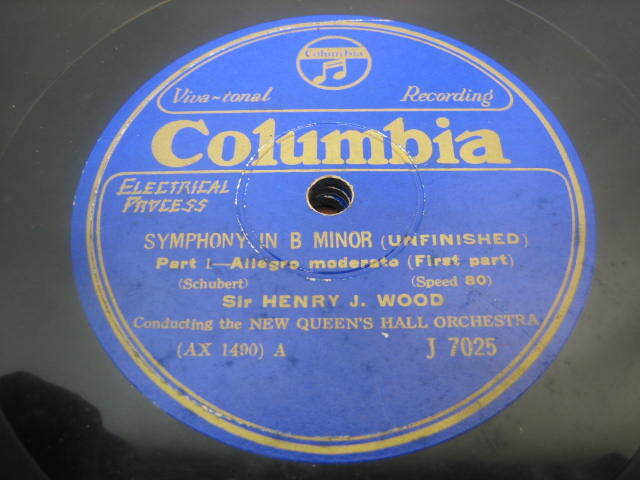 Columbia
Viva-tonal Recording
Columbia
ELECTRICAL
PROCESS
SYMPHONY IN B MINOR (UNFINISHED)
Part I—Allegro moderato (First part)
(Schubert) (Speed 80)
Sir HENRY J. WOOD
Conducting the NEW QUEEN'S HALL ORCHESTRA
(AX 1490) A J 7025